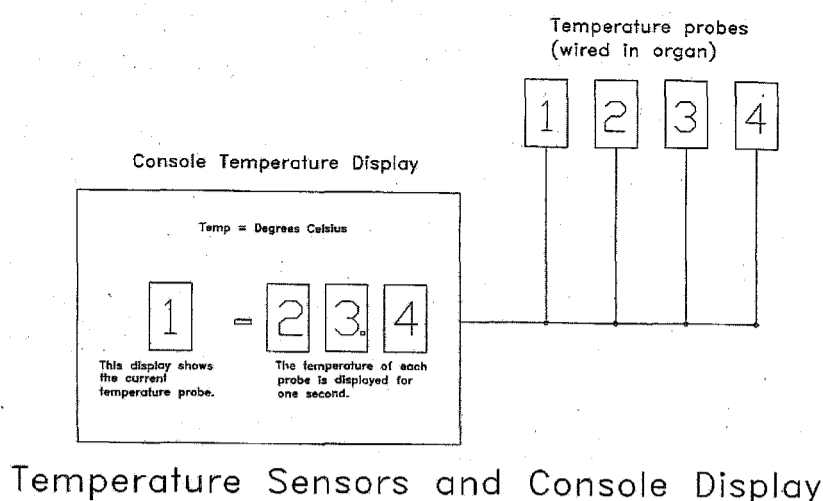 Temperature probes
(wired in organ)
1 2 3 4
Console Temperature Display
Temp = Degrees Celsius
1 - 2 3. 4
This display shows
the current
temperature probe.
The temperature of each
probe is displayed for
one second.
Temperature Sensors and Console Display